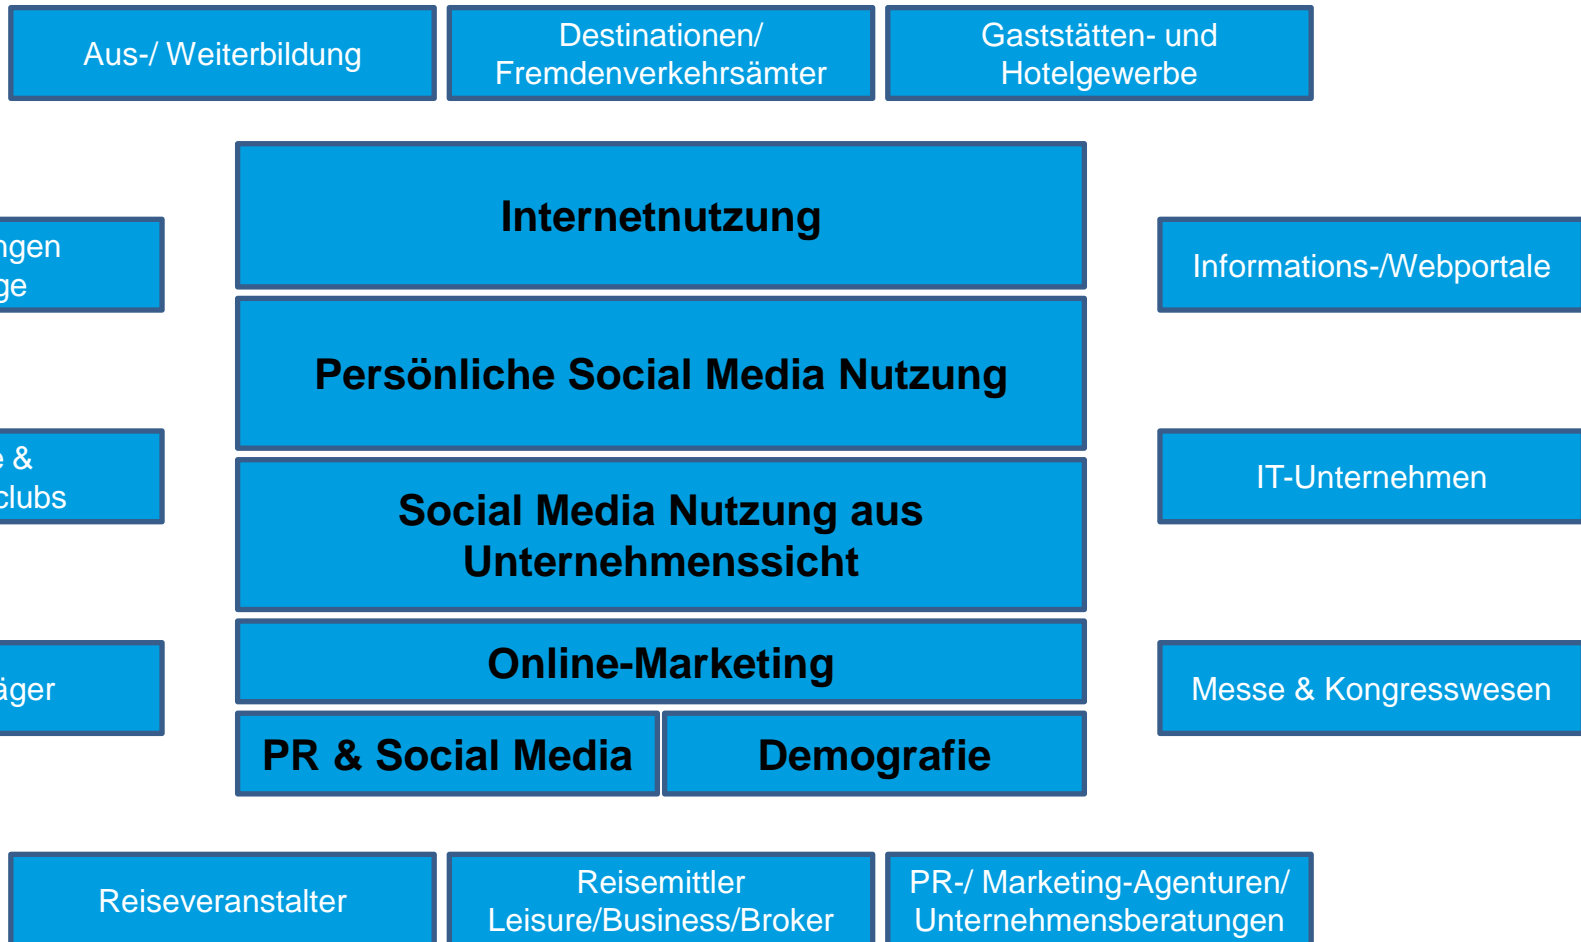 Aus-/ Weiterbildung
Destinationen/
Fremdenverkehrsämter
Gaststätten- und
Hotelgewerbe
Internetnutzung
Informations-/Webportale
Persönliche Social Media Nutzung
&
IT-Unternehmen
Social Media Nutzung aus
Unternehmenssicht
Online-Marketing
Messe & Kongresswesen
PR & Social Media
Demografie
Reiseveranstalter
Reisemittler
Leisure/Business/Broker
PR-/ Marketing-Agenturen/
Unternehmensberatungen